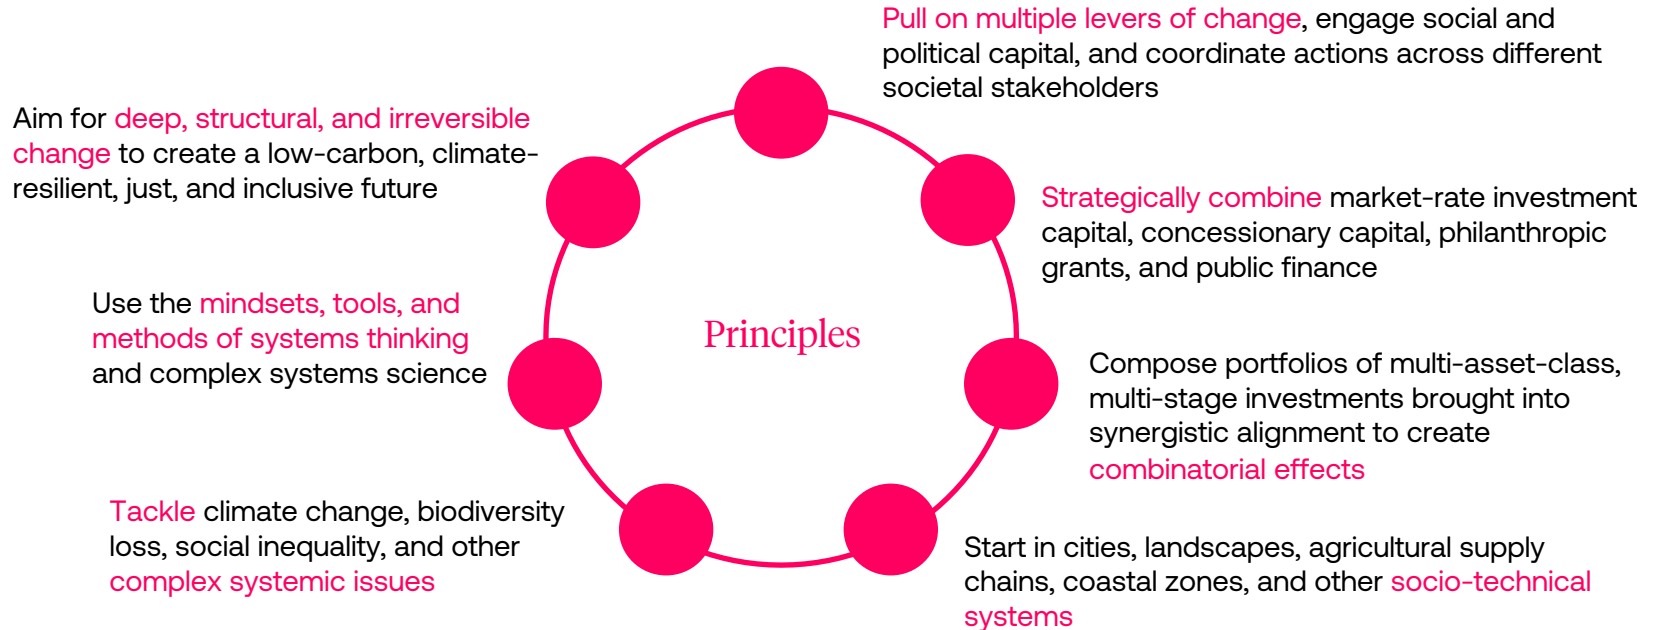 Pull on multiple levers of change, engage social and
political capital, and coordinate actions across different
societal stakeholders
Strategically combine market-rate investment
capital, concessionary capital, philanthropic
grants, and public finance
Compose portfolios of multi-asset-class,
multi-stage investments brought into
synergistic alignment to create
combinatorial effects
Start in cities, landscapes, agricultural supply
chains, coastal zones, and other socio-technical
systems
Tackle climate change, biodiversity
loss, social inequality, and other
complex systemic issues
Use the mindsets, tools, and
methods of systems thinking
and complex systems science
Aim for deep, structural, and irreversible
change to create a low-carbon, climate-
resilient, just, and inclusive future
Principles